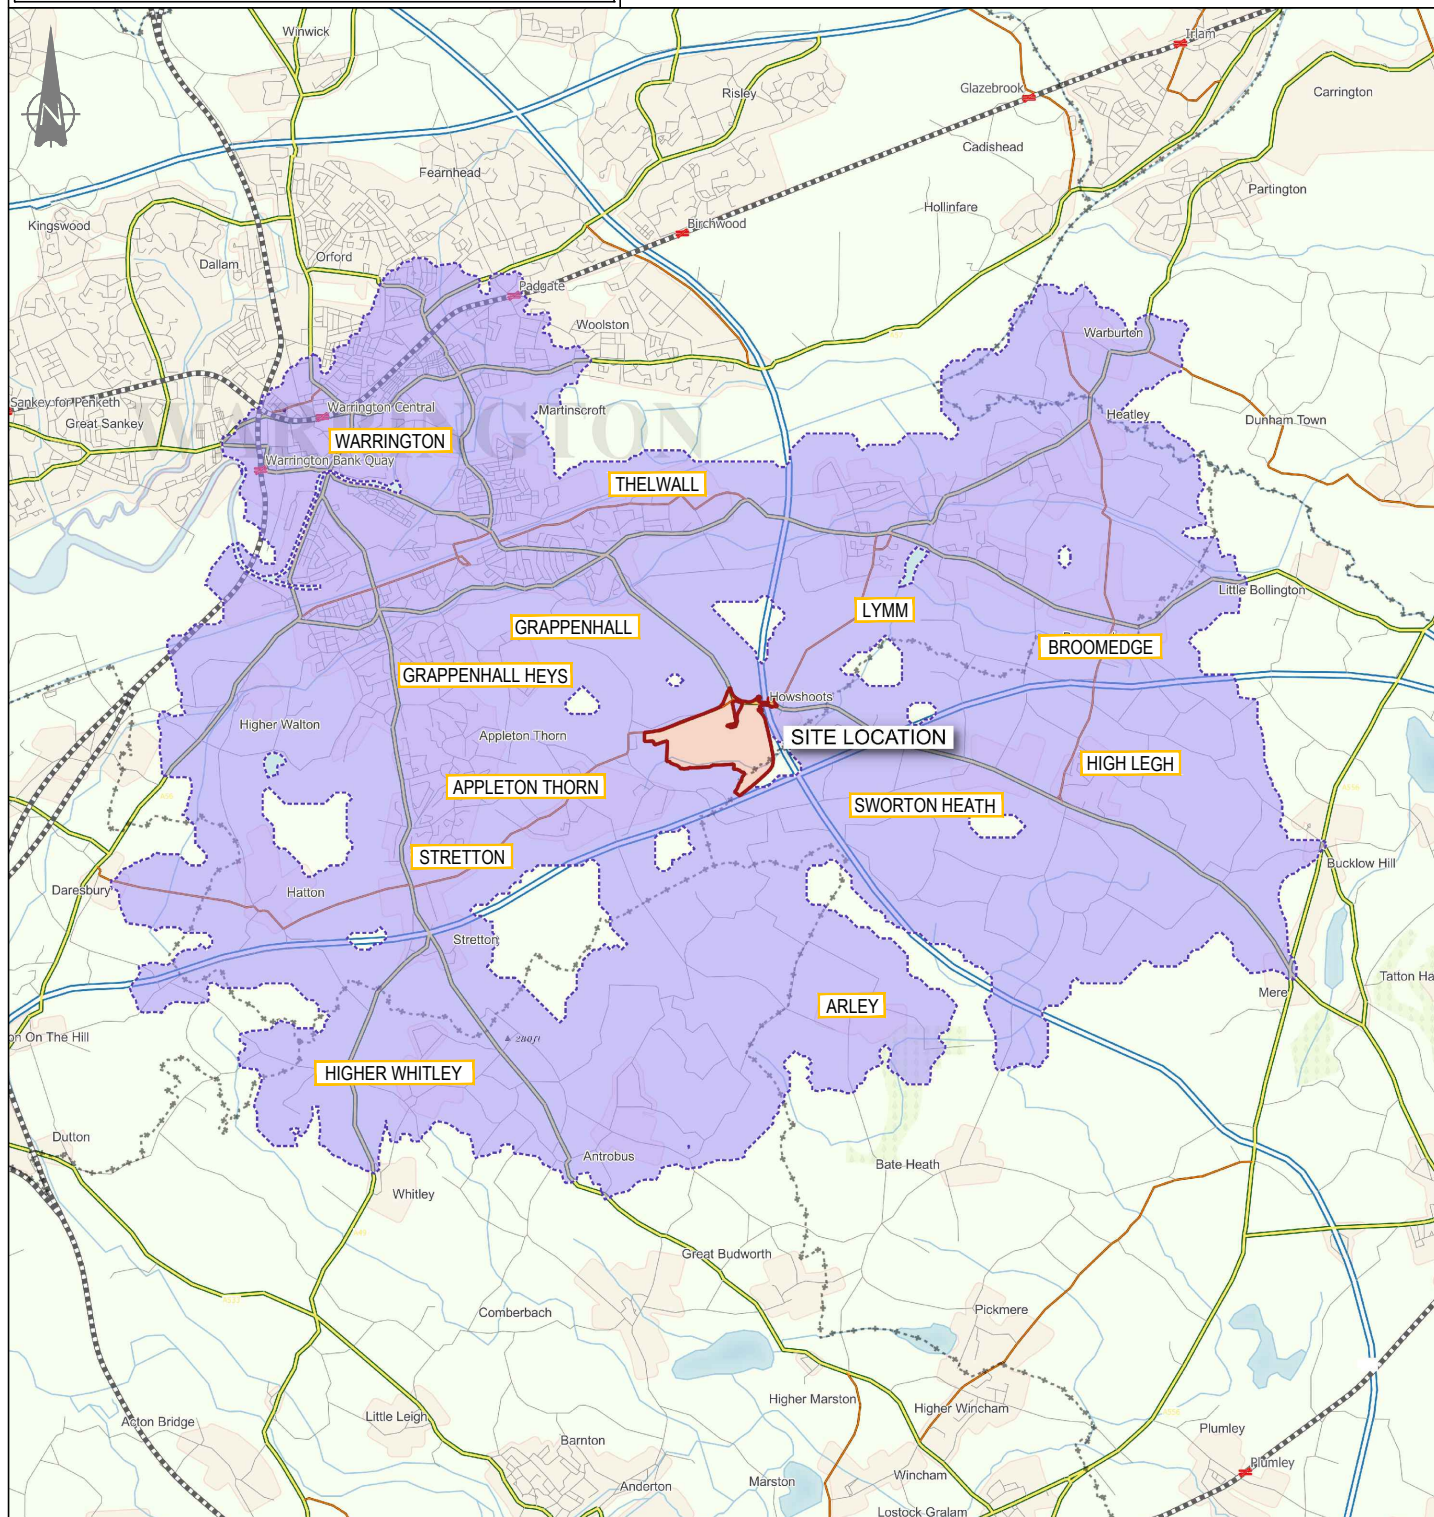 Winwick
Irlam
Risley
Glazebrook
Carrington
N
Cadishead
Fearnhead
Partington
Hollinfare
Kingswood
Birchwood
Orford
Dallam
Padgate
Woolston
Warburton
Sankey for Penketh
Warrington Central
Martinscroft
Heatley
Great Sankey
Dunham Town
WARRINGTON
WARRINGTON
Warrington Bank Quay
THELWALL
Little Bollington
LYMM
GRAPPENHALL
BROOMEDGE
GRAPPENHALL HEYS
Howshoots
Higher Walton
Appleton Thorn
SITE LOCATION
HIGH LEGH
APPLETON THORN
SWORTON HEATH
STRETTON
Bucklow Hill
Daresbury
Hatton
Stretton
Tatton Ha
Mere
ARLEY
on On The Hill
280ft
HIGHER WHITLEY
Dutton
Antrobus
Bate Heath
Whitley
Great Budworth
Pickmere
Comberbach
Higher Marston
Higher Wincham
Little Leigh
Acton Bridge
Plumley
Barnton
Plumley
Wincham
Marston
Anderton
Lostock Gralam